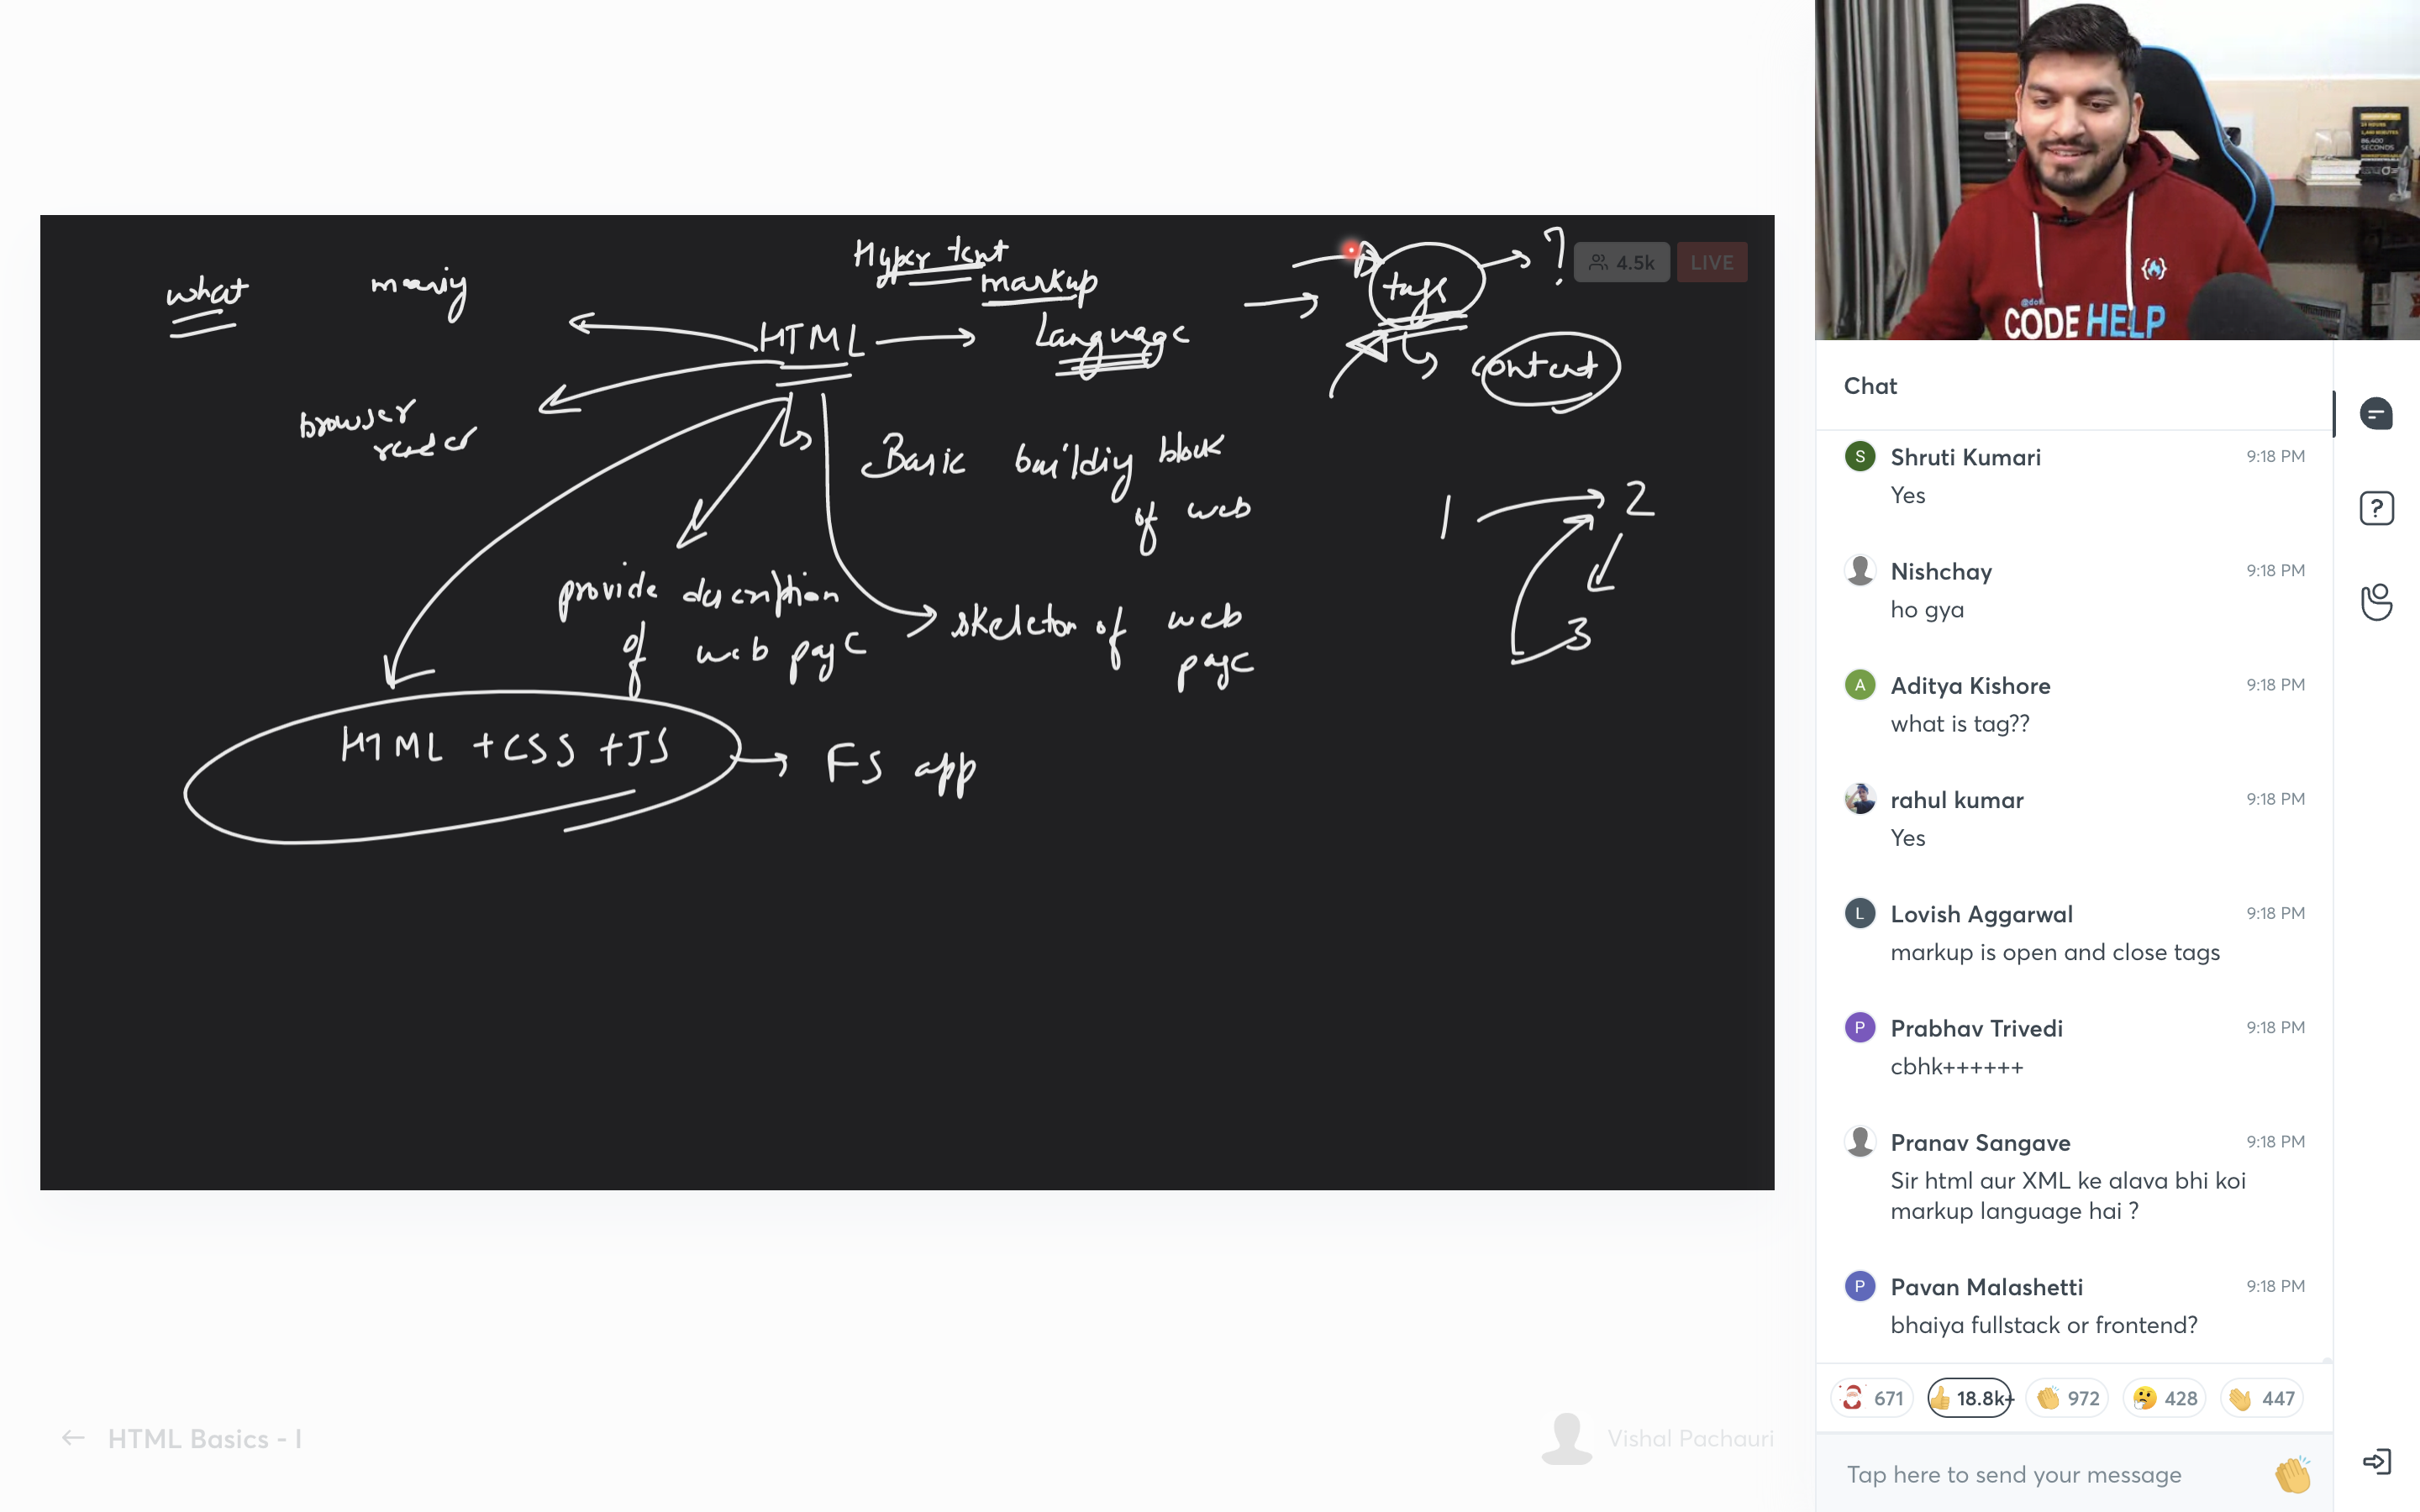 what
meaning
Hyper text
markup
Language
HTML
tags
?
4.5k
LIVE
content
browser
render
Basic building block
of web
1
2
3
provide description
of web page
skeleton of web
page
HTML + CSS + JS
FS app
HTML Basics - I
Vishal Pachauri
@dot
CODE HELP
86,400
SECONDS
Chat
S
Shruti Kumari
9:18 PM
Yes
Nishchay
9:18 PM
ho gya
A
Aditya Kishore
9:18 PM
what is tag??
rahul kumar
9:18 PM
Yes
L
Lovish Aggarwal
9:18 PM
markup is open and close tags
P
Prabhav Trivedi
9:18 PM
cbhk++++++
Pranav Sangave
9:18 PM
Sir html aur XML ke alava bhi koi
markup language hai ?
P
Pavan Malashetti
9:18 PM
bhaiya fullstack or frontend?
671
18.8k+
972
428
447
Tap here to send your message